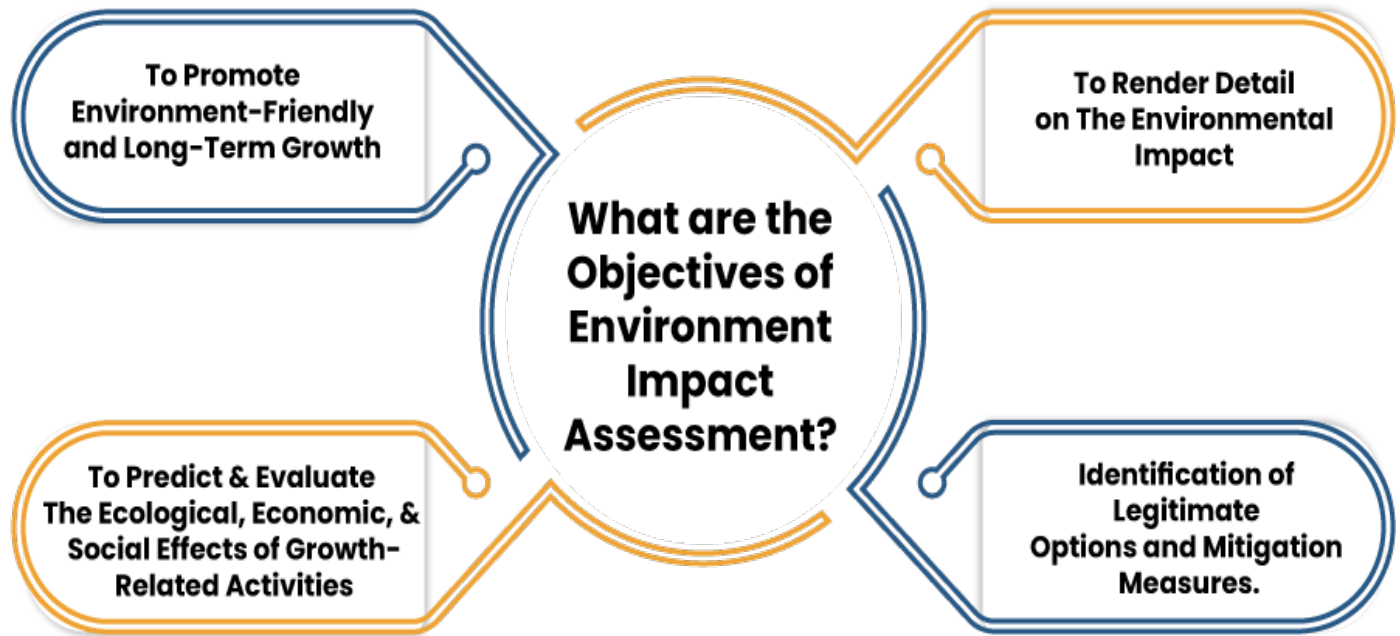 To Promote
Environment-Friendly
and Long-Term Growth
To Render Detail
on The Environmental
Impact
What are the
Objectives of
Environment
Impact
Assessment?
To Predict & Evaluate
The Ecological, Economic, &
Social Effects of Growth-
Related Activities
Identification of
Legitimate
Options and Mitigation
Measures.